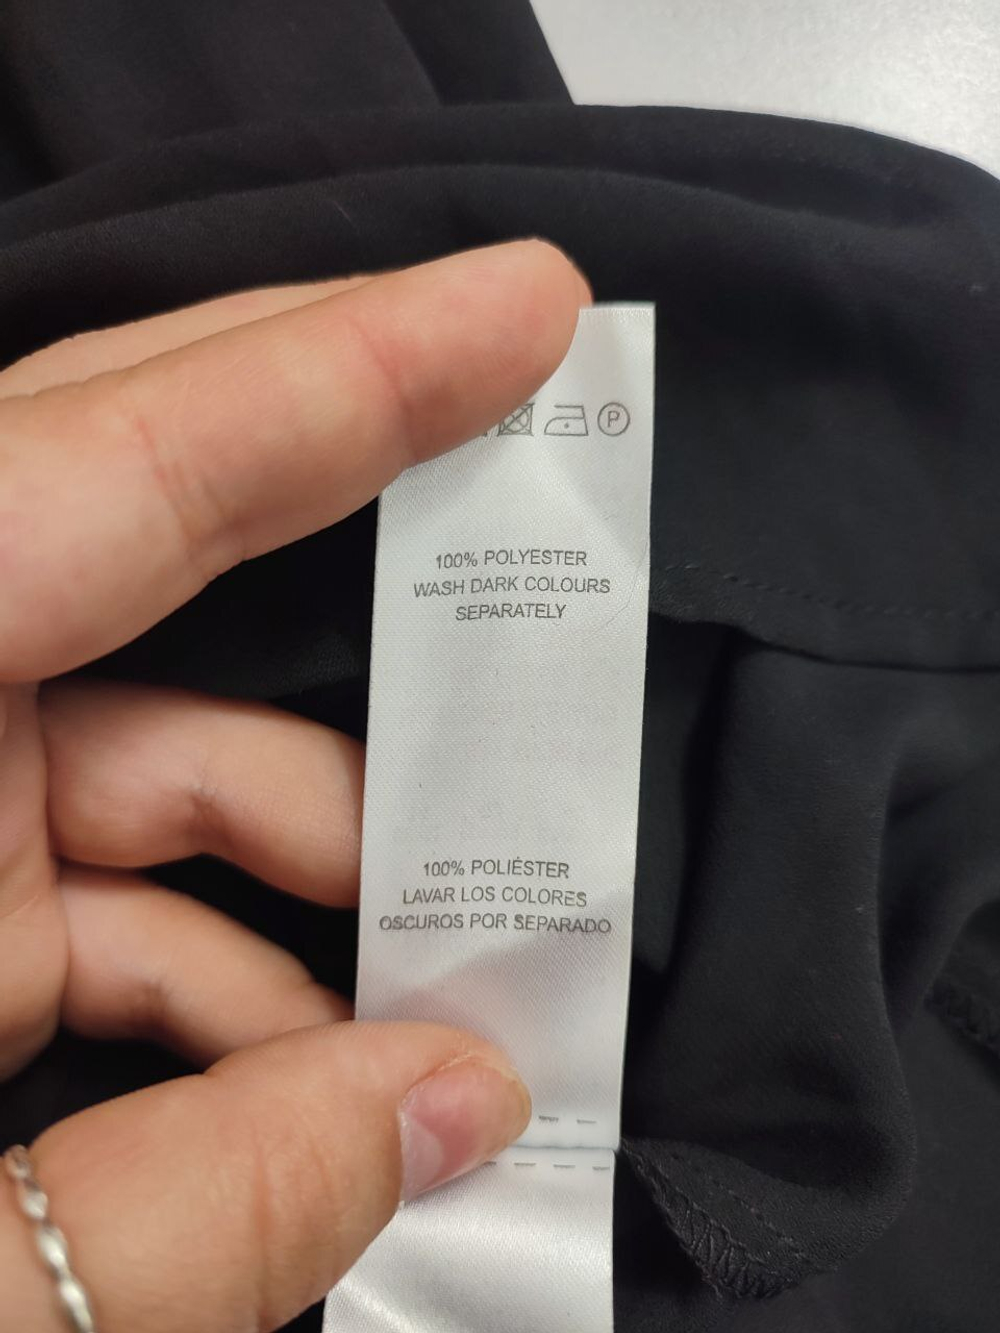 P
100% POLYESTER
WASH DARK COLOURS
SEPARATELY
100% POLIÉSTER
LAVAR LOS COLORES
OSCUROS POR SEPARADO